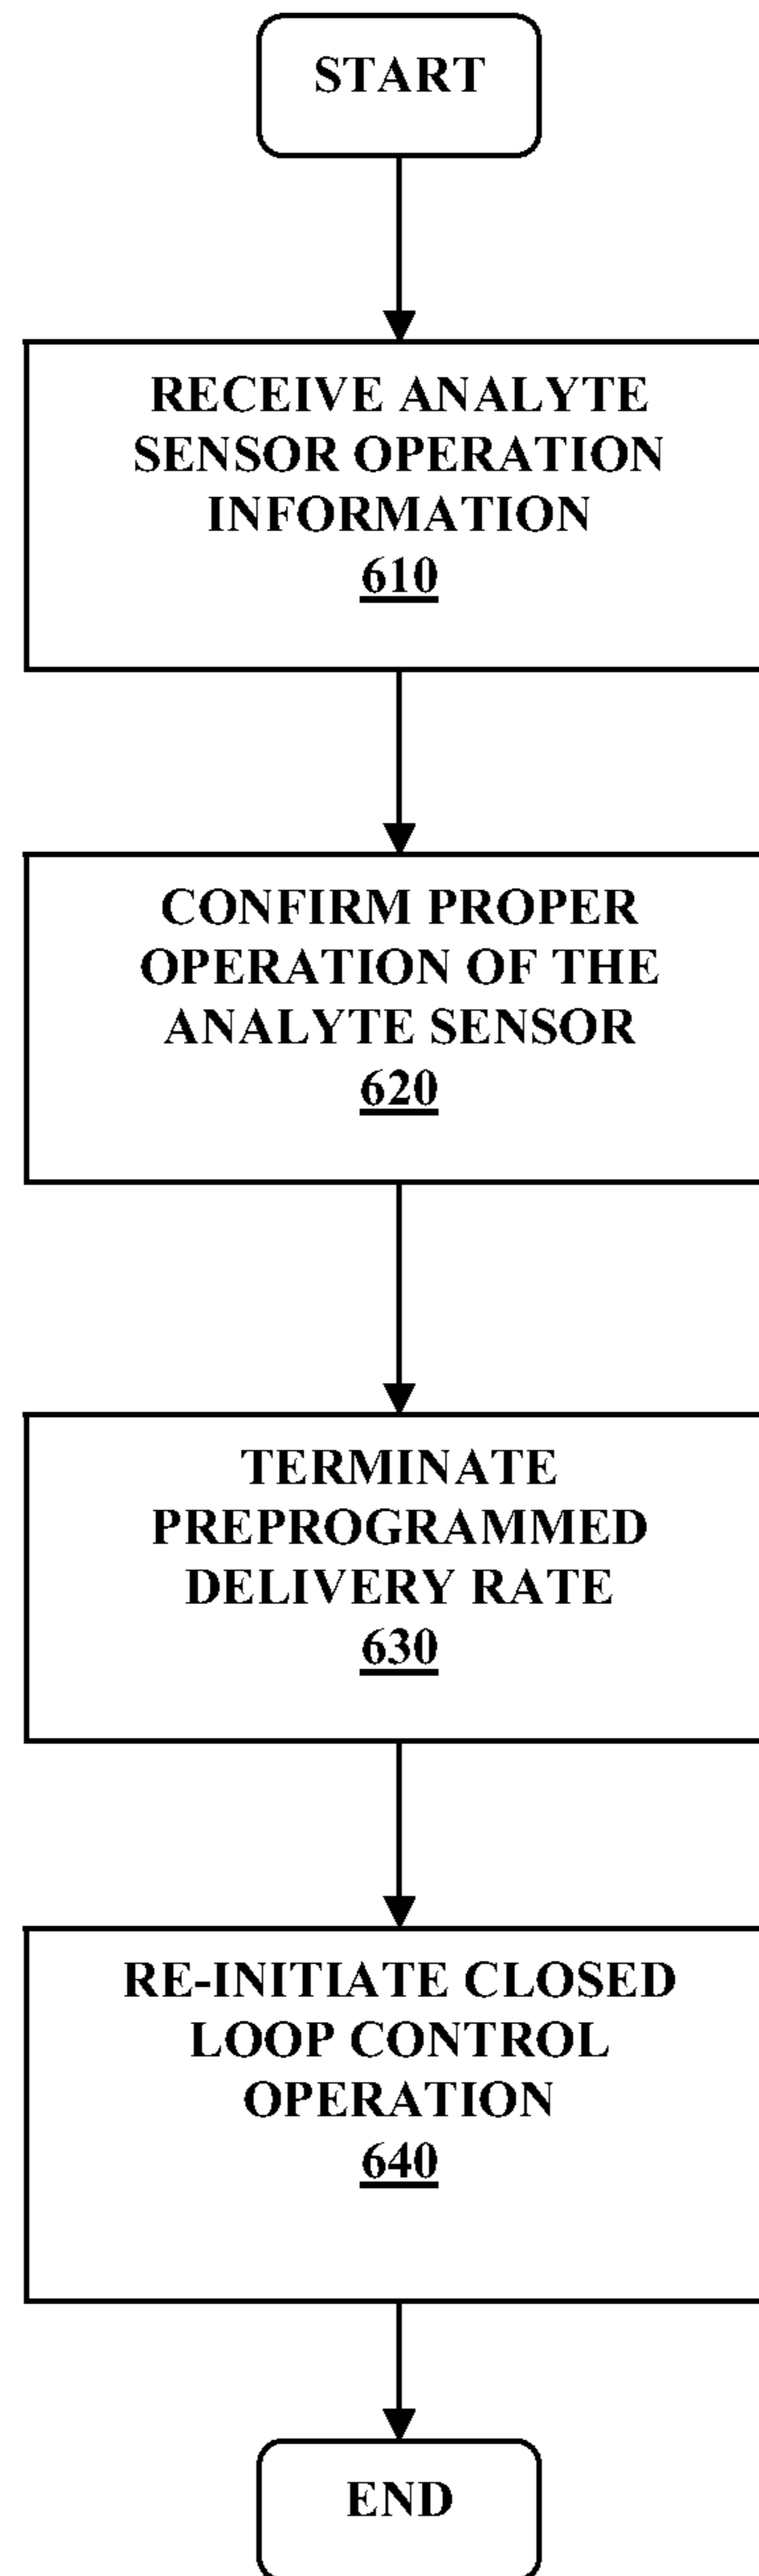 START
RECEIVE ANALYTE
SENSOR OPERATION
INFORMATION
610
CONFIRM PROPER
OPERATION OF THE
ANALYTE SENSOR
620
TERMINATE
PREPROGRAMMED
DELIVERY RATE
630
RE-INITIATE CLOSED
LOOP CONTROL
OPERATION
640
END